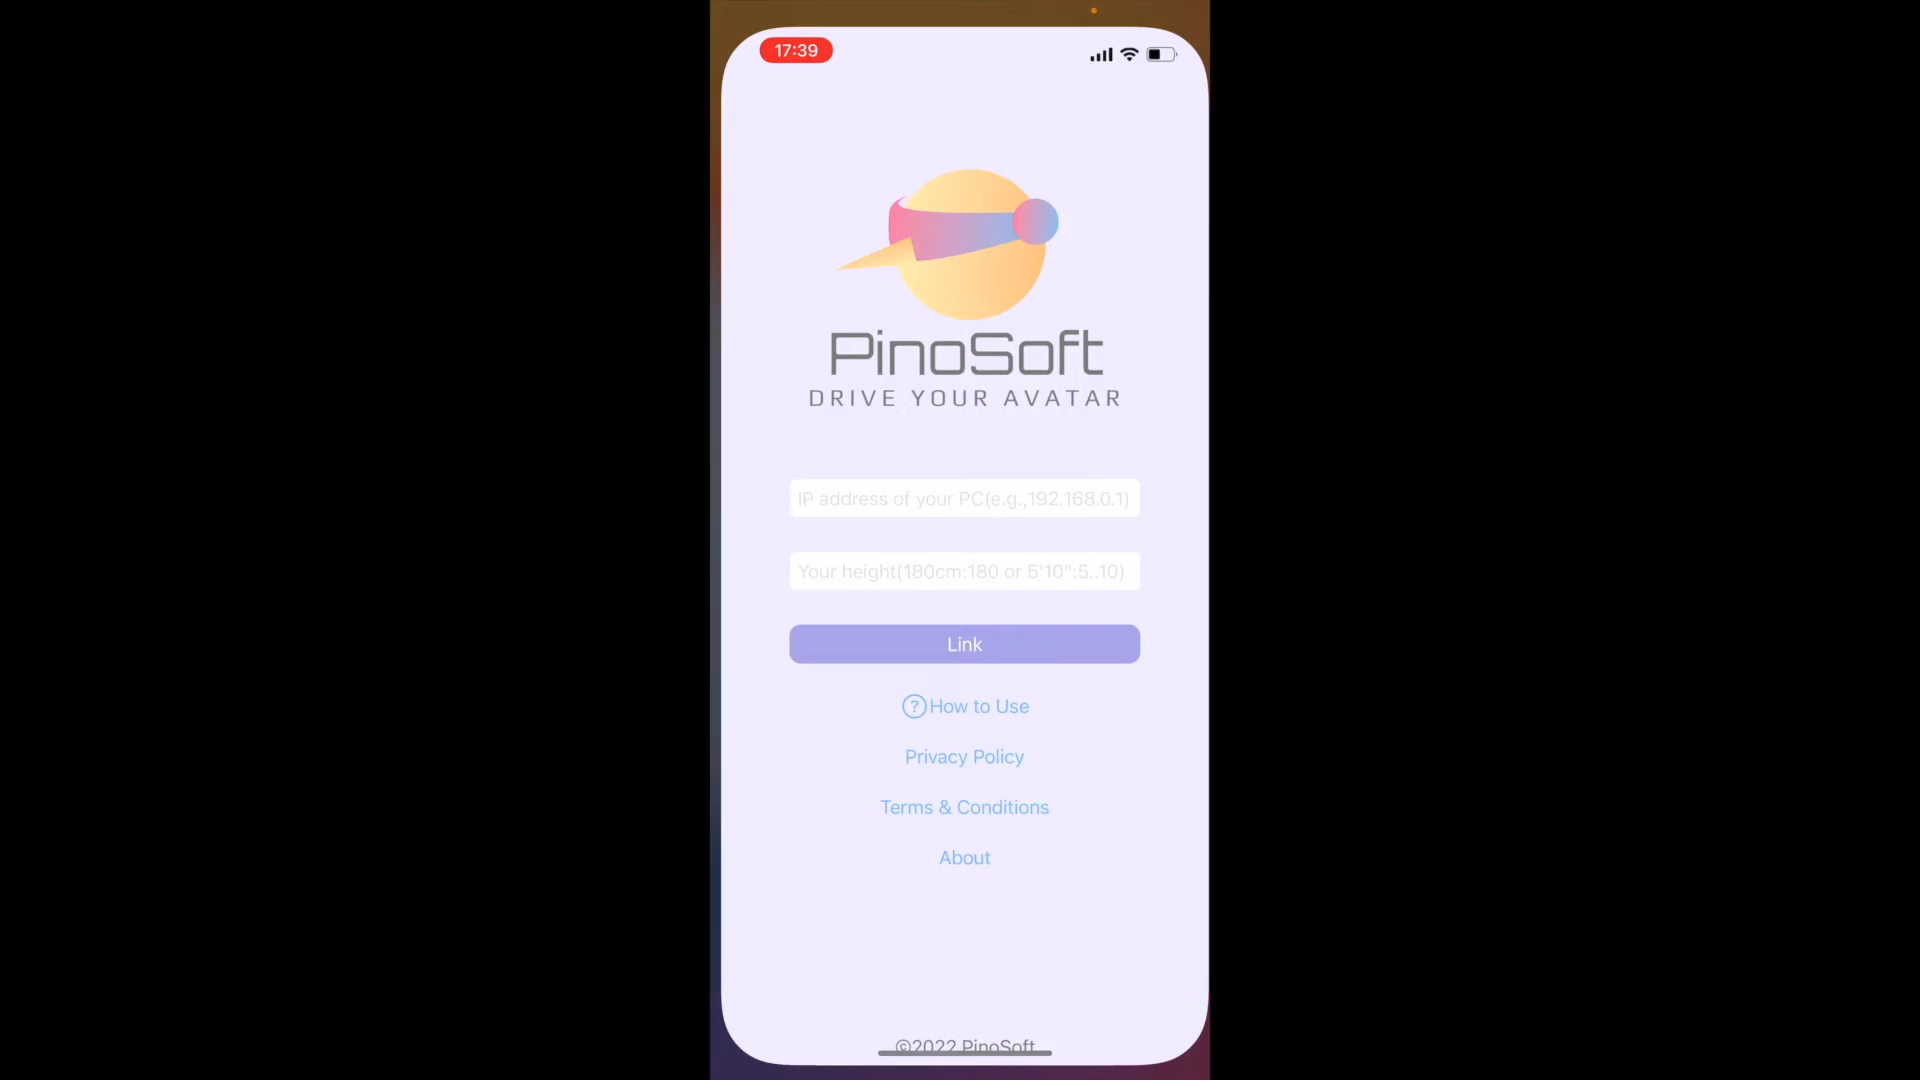 17:39
PinoSoft
DRIVE YOUR AVATAR
IP address of your PC(e.g.,192.168.0.1)
Your height(180cm:180 or 5'10":5..10)
Link
?How to Use
Privacy Policy
Terms & Conditions
About
©2022 PinoSoft